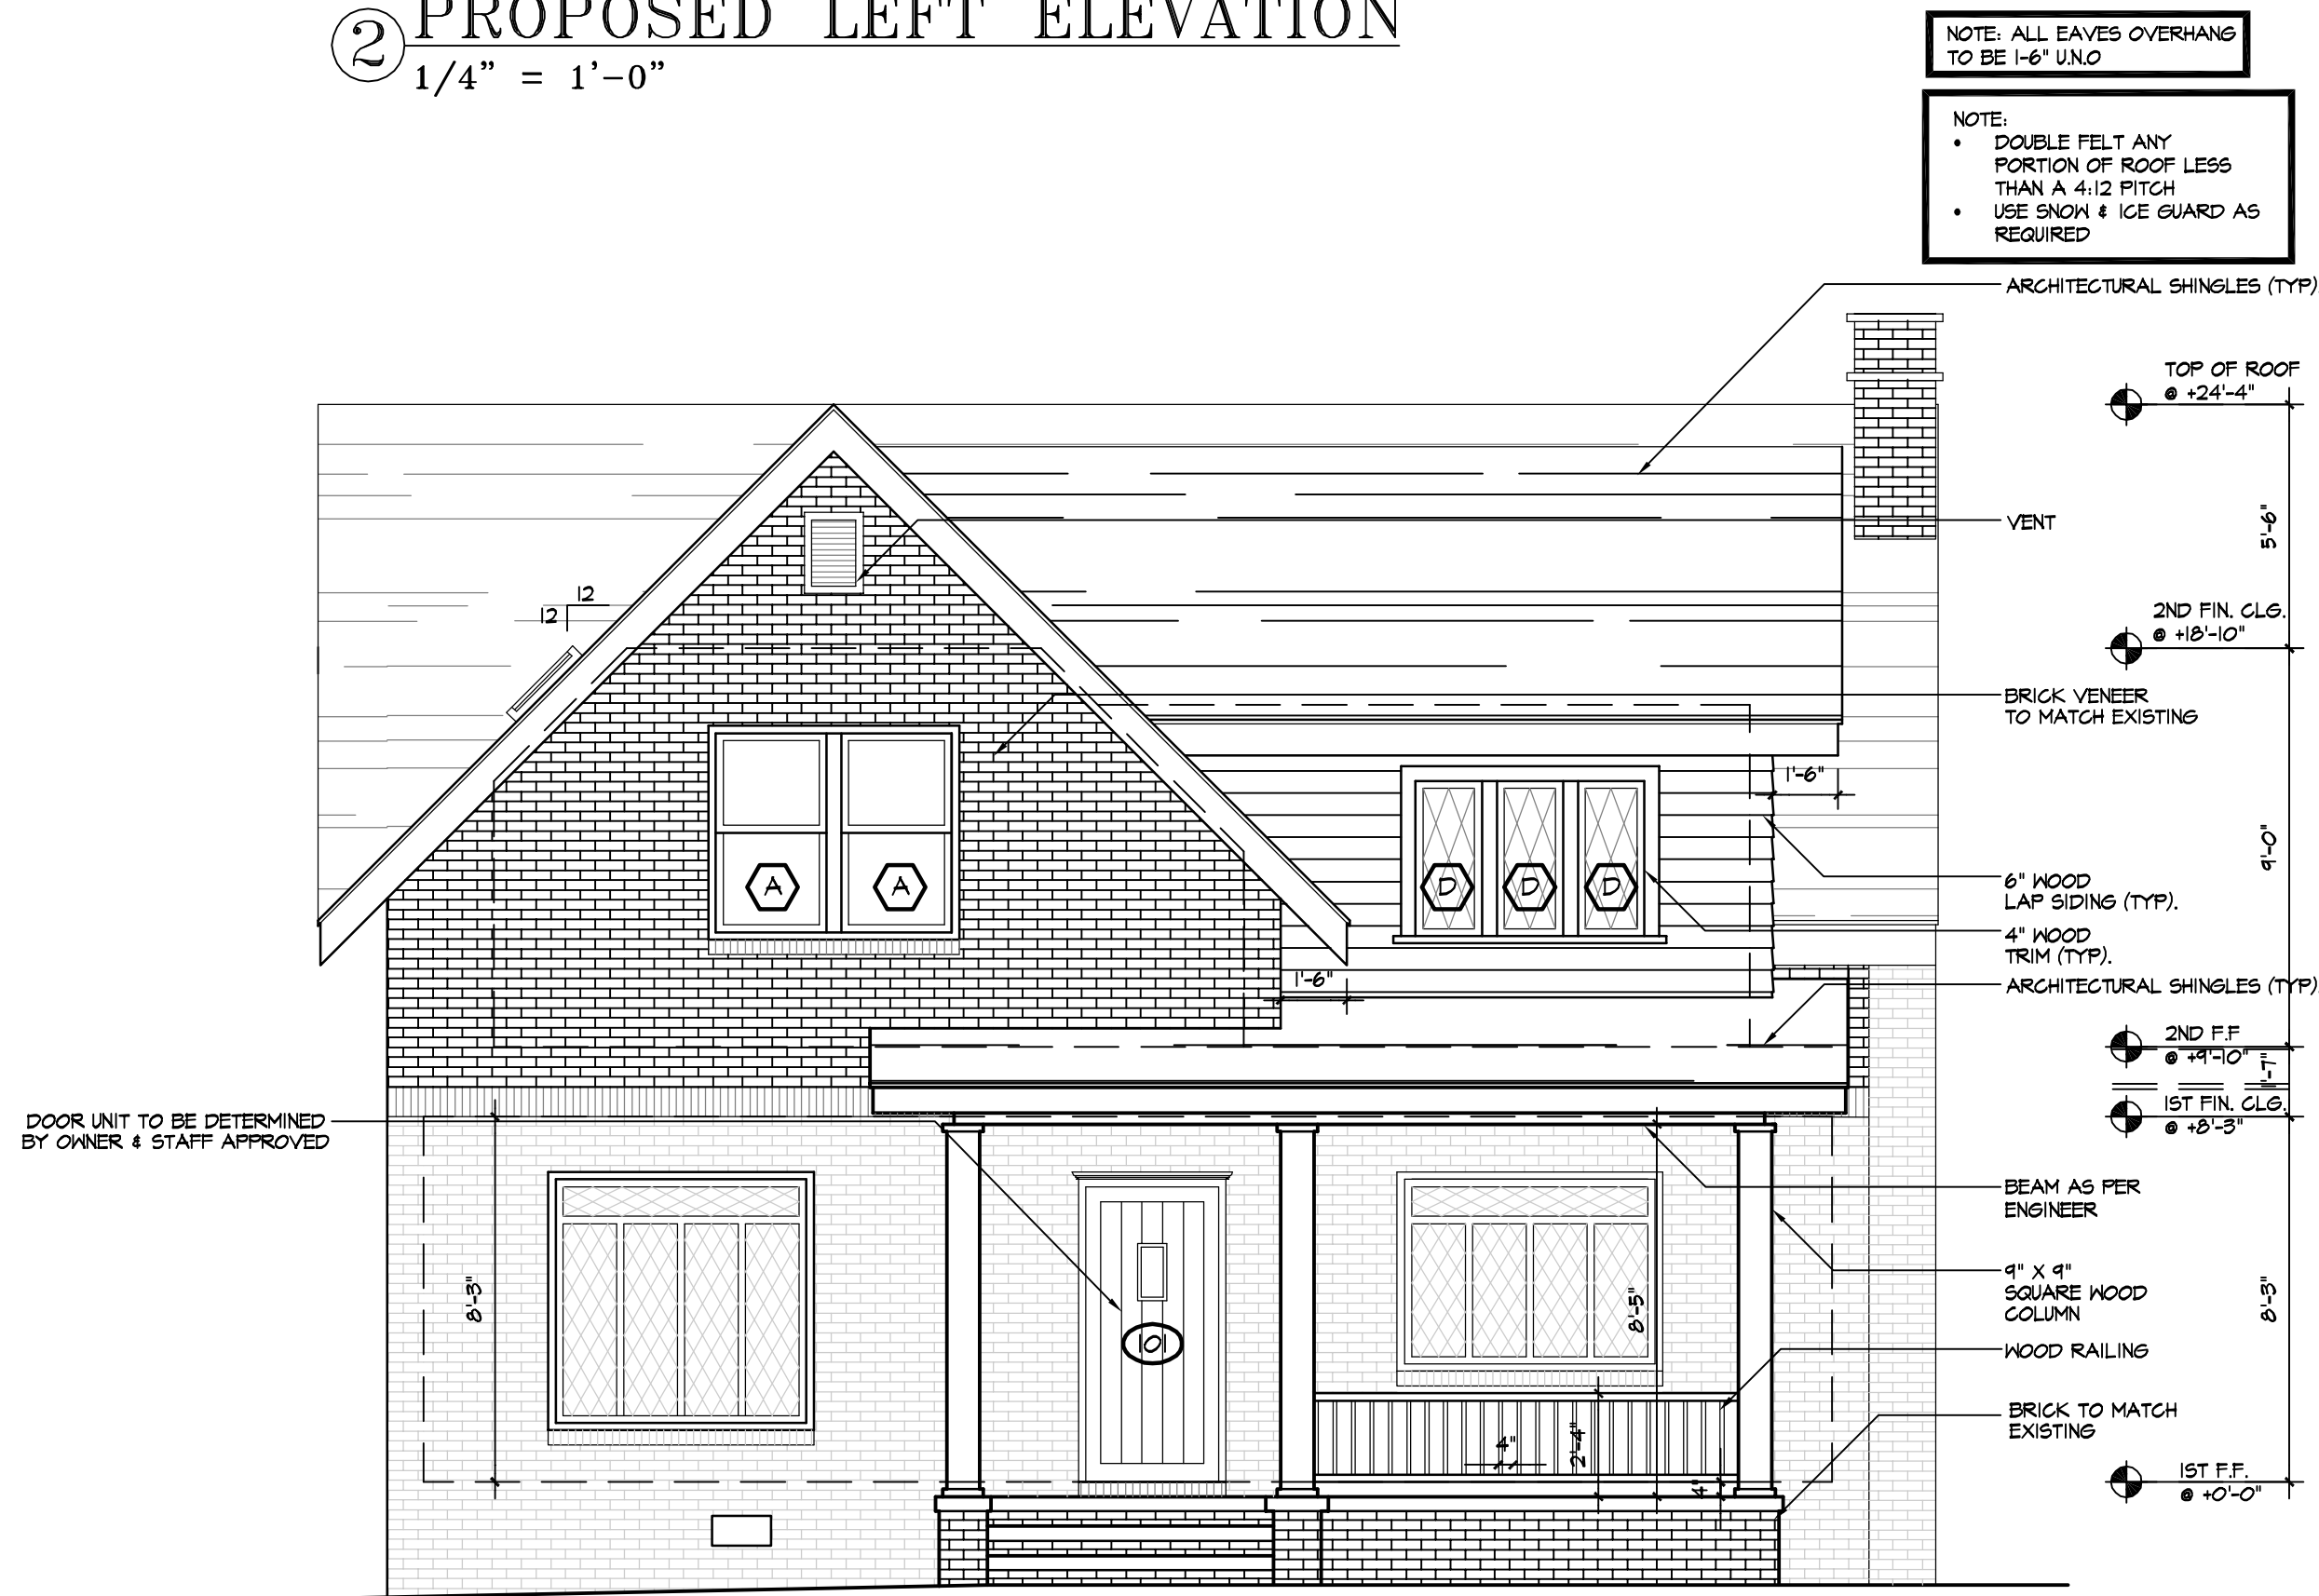 2 PROPOSED LEFT ELEVATION
1/4" = 1'-0"
NOTE: ALL EAVES OVERHANG
TO BE 1-6" U.N.O
NOTE:
• DOUBLE FELT ANY
PORTION OF ROOF LESS
THAN A 4:12 PITCH
• USE SNOW & ICE GUARD AS
REQUIRED
ARCHITECTURAL SHINGLES (TYP)
TOP OF ROOF
@ +24'-4"
5'-6"
VENT
12
12
2ND FIN. CLG.
@ +18'-10"
BRICK VENEER
TO MATCH EXISTING
1'-6"
9'-0"
A A D D D
6" WOOD
LAP SIDING (TYP).
4" WOOD
TRIM (TYP).
1'-6"
ARCHITECTURAL SHINGLES (TYP)
2ND F.F
@ +9'-10"
1'-7"
1ST FIN. CLG.
@ +8'-3"
DOOR UNIT TO BE DETERMINED
BY OWNER & STAFF APPROVED
BEAM AS PER
ENGINEER
9" X 9"
SQUARE WOOD
COLUMN
8'-3"
8'-5"
8'-3"
101
WOOD RAILING
BRICK TO MATCH
EXISTING
4"
2'-4"
4"
1ST F.F.
@ +0'-0"